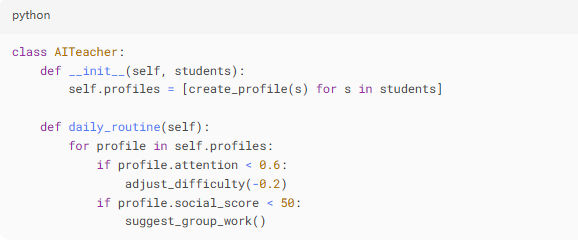 python
class AITeacher:
    def __init__(self, students):
        self.profiles = [create_profile(s) for s in students]

    def daily_routine(self):
        for profile in self.profiles:
            if profile.attention < 0.6:
                adjust_difficulty(-0.2)
            if profile.social_score < 50:
                suggest_group_work()